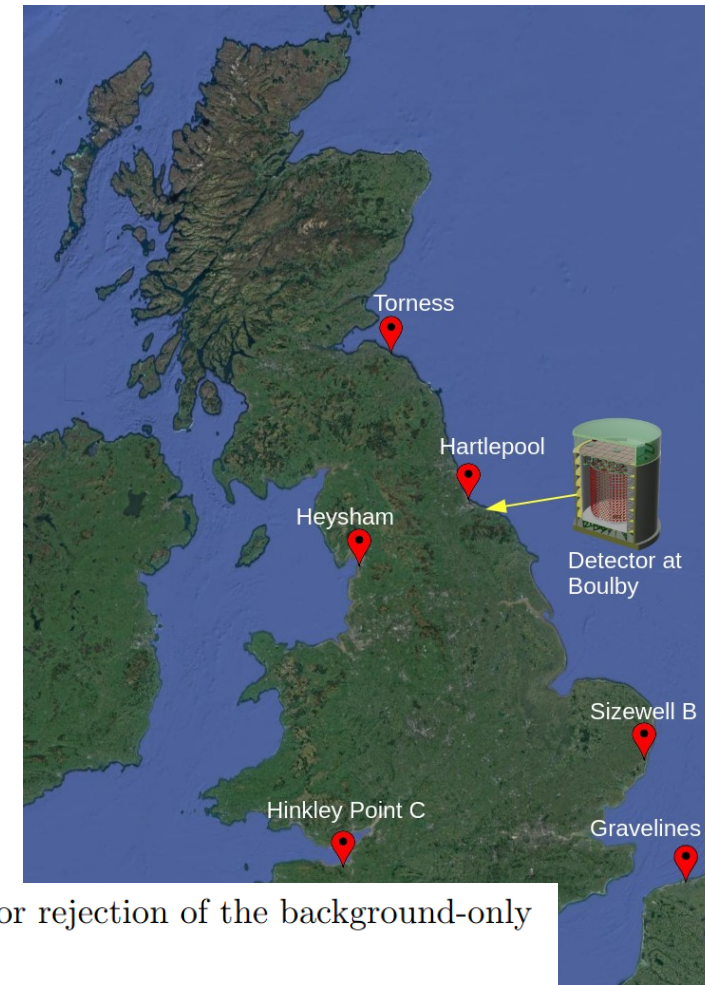 Torness
Hartlepool
Heysham
Detector at
Boulby
Sizewell B
Hinkley Point C
Gravelines
or rejection of the background-only